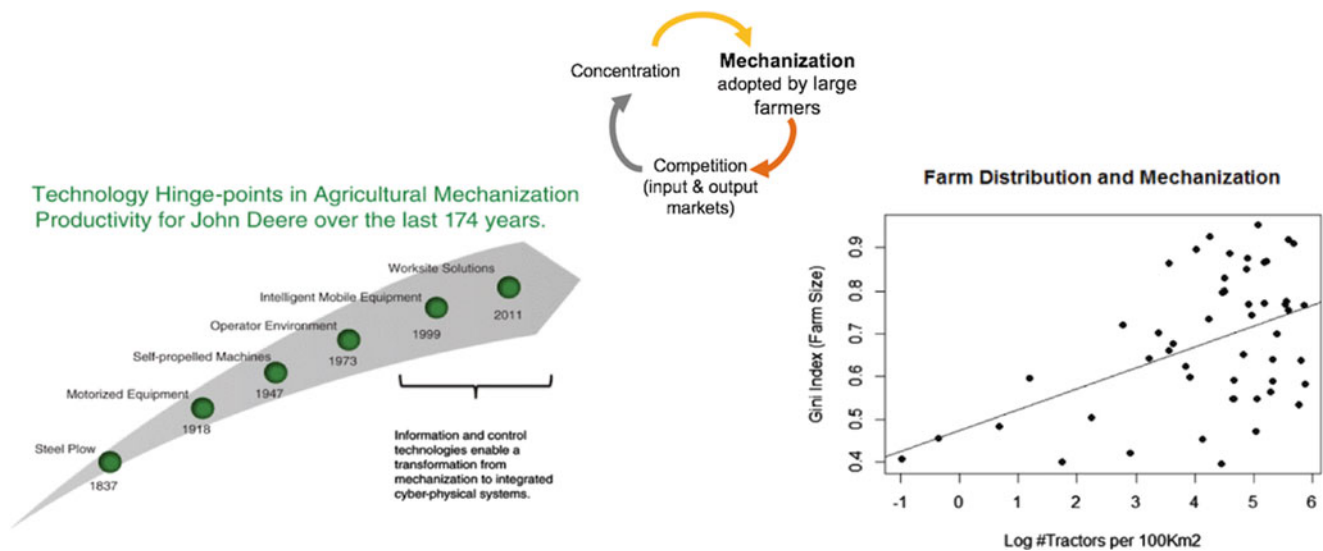 Concentration
Mechanization
adopted by large
farmers
Competition
(input & output
markets)
Technology Hinge-points in Agricultural Mechanization
Productivity for John Deere over the last 174 years.
Worksite Solutions
2011
Intelligent Mobile Equipment
1999
Operator Environment
1973
Self-propelled Machines
1947
Motorized Equipment
1918
Steel Plow
1837
Information and control
technologies enable a
transformation from
mechanization to integrated
cyber-physical systems.
Farm Distribution and Mechanization
Gini Index (Farm Size)
0.9
0.8
0.7
0.6
0.5
0.4
-1 0 1 2 3 4 5 6
Log #Tractors per 100Km2